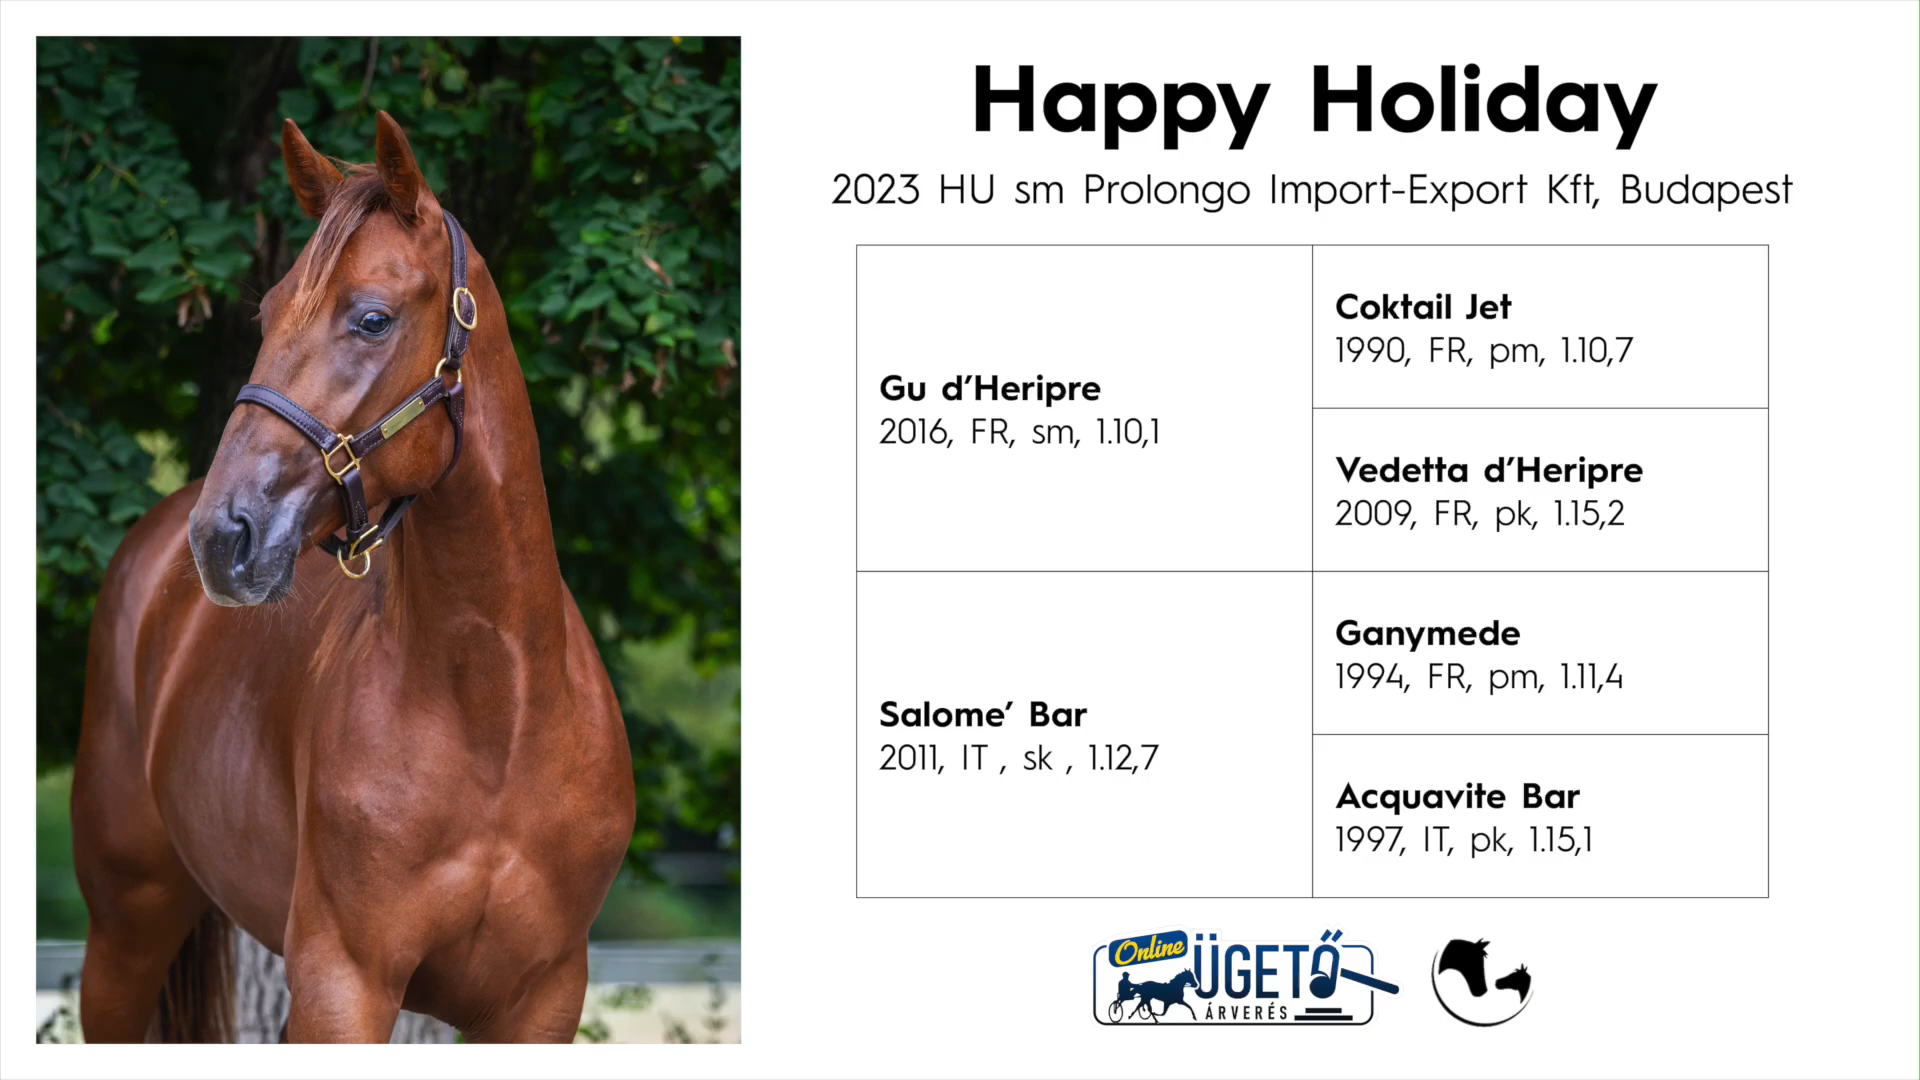 Happy Holiday
2023 HU sm Prolongo Import-Export Kft, Budapest
Gu d’Heripre
2016, FR, sm, 1.10,1
Coktail Jet
1990, FR, pm, 1.10,7
Vedetta d’Heripre
2009, FR, pk, 1.15,2
Salome’ Bar
2011, IT , sk , 1.12,7
Ganymede
1994, FR, pm, 1.11,4
Acquavite Bar
1997, IT, pk, 1.15,1
Online
ÜGETŐ
ÁRVERÉS